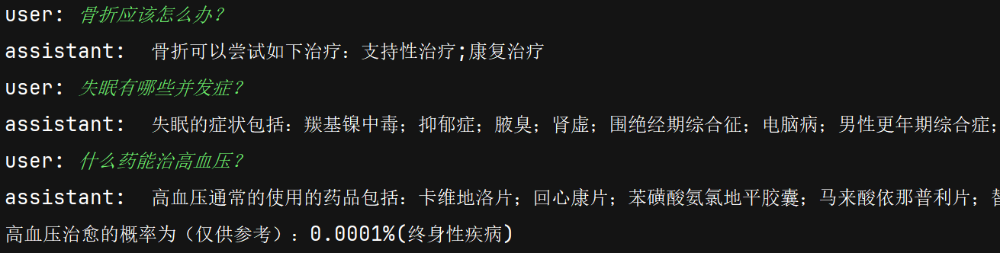 user: 骨折应该怎么办?
assistant: 骨折可以尝试如下治疗：支持性治疗;康复治疗
user: 失眠有哪些并发症?
assistant: 失眠的症状包括：羰基镍中毒；抑郁症；腋臭；肾虚；围绝经期综合征；电脑病；男性更年期综合症；
user: 什么药能治高血压?
assistant: 高血压通常的使用的药品包括：卡维地洛片；回心康片；苯磺酸氨氯地平胶囊；马来酸依那普利片；替
高血压治愈的概率为（仅供参考）：0.0001%(终身性疾病)